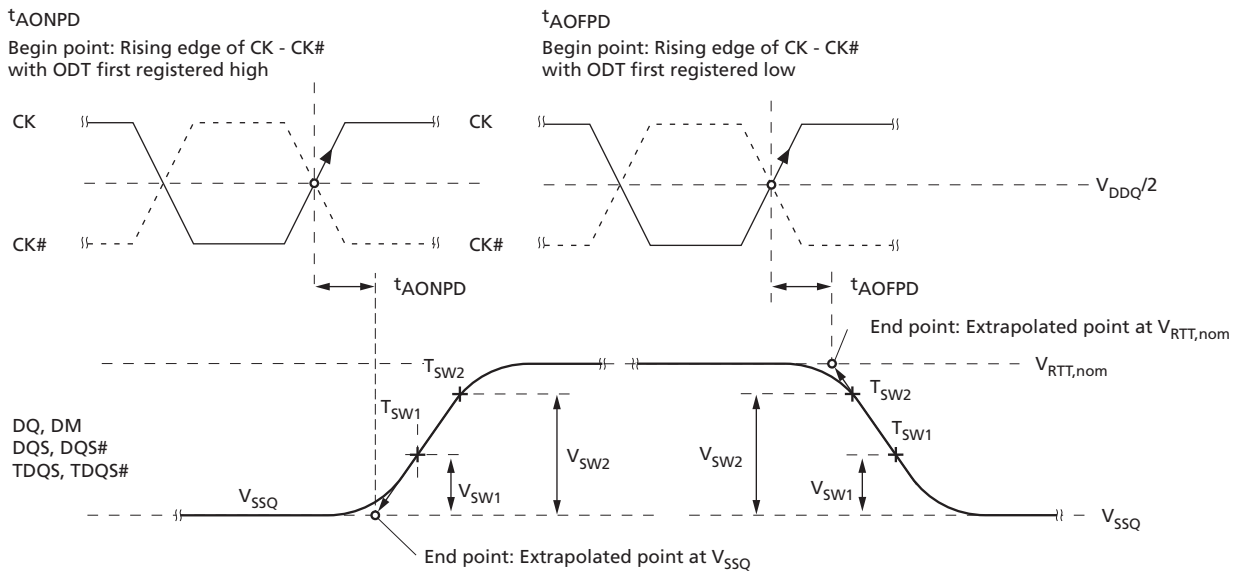 tAONPD
Begin point: Rising edge of CK - CK#
with ODT first registered high
tAOFPD
Begin point: Rising edge of CK - CK#
with ODT first registered low
CK
CK
VDDQ/2
CK#
CK#
tAONPD
tAOFPD
End point: Extrapolated point at VRTT,nom
TSW2
VRTT,nom
TSW2
TSW1
TSW1
DQ, DM
DQS, DQS#
TDQS, TDQS#
VSW2
VSW2
VSW1
VSW1
VSSQ
VSSQ
End point: Extrapolated point at VSSQ